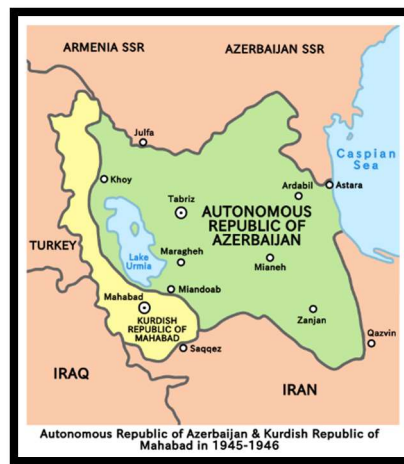 ARMENIA SSR
AZERBAIJAN SSR
Julfa
Caspian
Sea
Khoy
Tabriz
Ardabil
Astara
AUTONOMOUS
REPUBLIC OF
AZERBAIJAN
TURKEY
Lake
Urmia
Maragheh
Mianeh
Miandoab
Mahabad
KURDISH
REPUBLIC OF
MAHABAD
Zanjan
Qazvin
Saqqez
IRAQ
IRAN
Autonomous Republic of Azerbaijan & Kurdish Republic of
Mahabad in 1945-1946